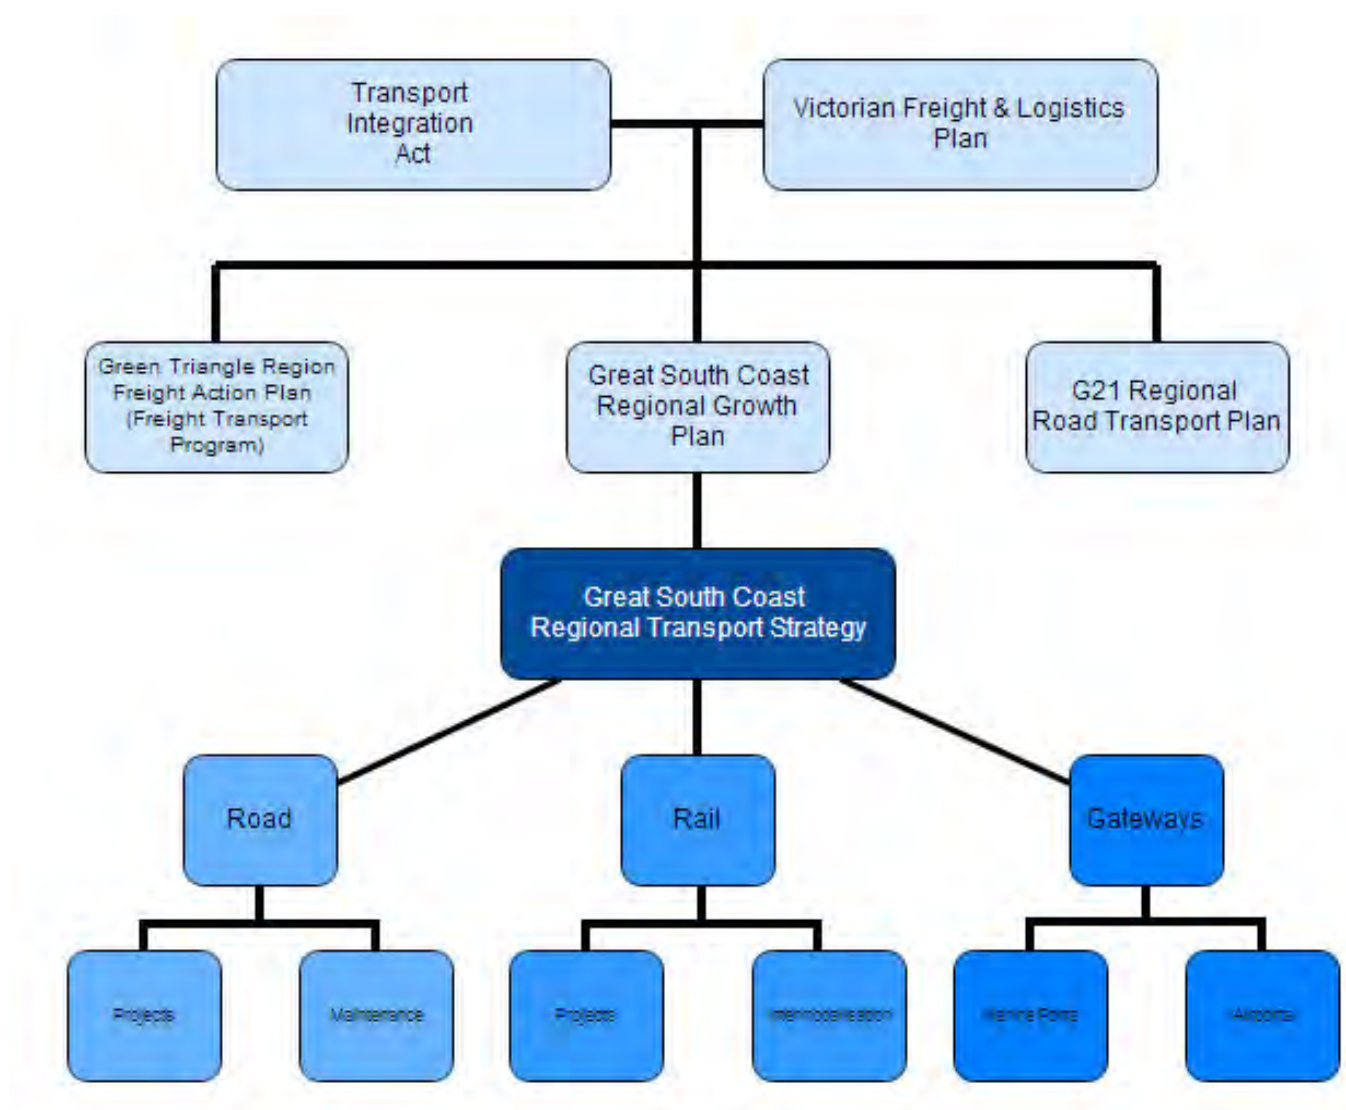 Transport
Integration
Act
Victorian Freight & Logistics
Plan
Green Triangle Region
Freight Action Plan
(Freight Transport
Program)
Great South Coast
Regional Growth
Plan
G21 Regional
Road Transport Plan
Great South Coast
Regional Transport Strategy
Road
Rail
Gateways
Projects
Maintenance
Projects
Marine Ports
Airports